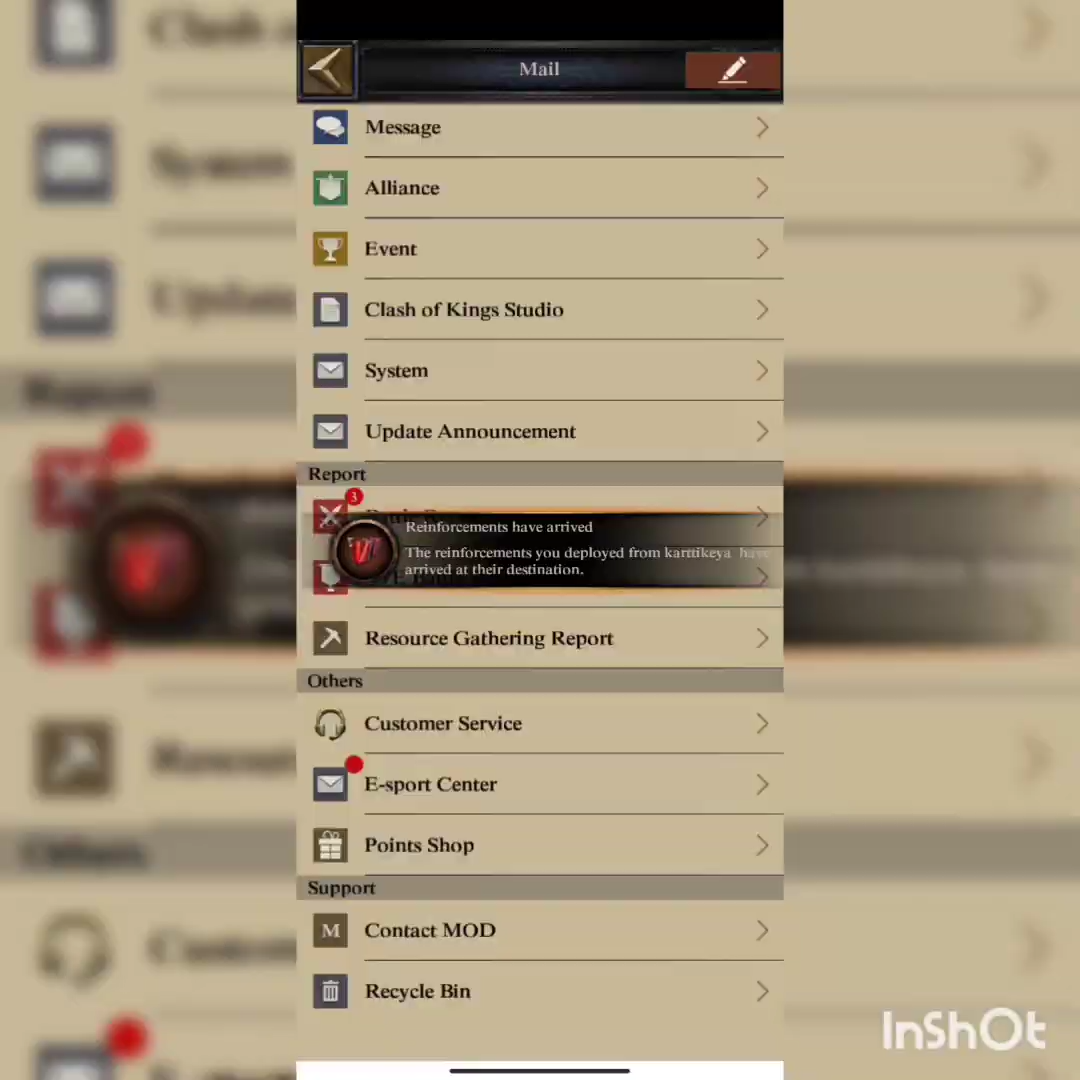 Mail
Message
Alliance
Event
Clash of Kings Studio
System
Update Announcement
Report
3
Reinforcements have arrived
The reinforcements you deployed from karttikeya have
arrived at their destination.
Resource Gathering Report
Others
Customer Service
E-sport Center
Points Shop
Support
M Contact MOD
Recycle Bin
InShOt